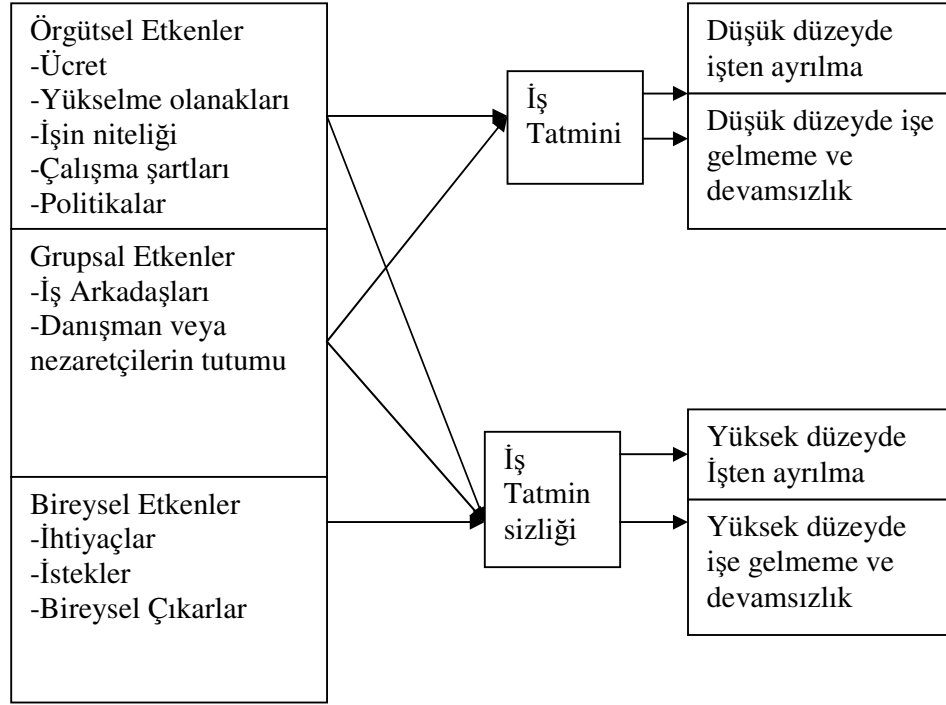 Örgütsel Etkenler
-Ücret
-Yükselme olanakları
-İşin niteliği
-Çalışma şartları
-Politikalar
Grupsal Etkenler
-İş Arkadaşları
-Danışman veya
nezaretçilerin tutumu
Bireysel Etkenler
-İhtiyaçlar
-İstekler
-Bireysel Çıkarlar
İş
Tatmini
İş
Tatmin
sizliği
Düşük düzeyde
işten ayrılma
Düşük düzeyde işe
gelmeme ve
devamsızlık
Yüksek düzeyde
İşten ayrılma
Yüksek düzeyde
işe gelmeme ve
devamsızlık